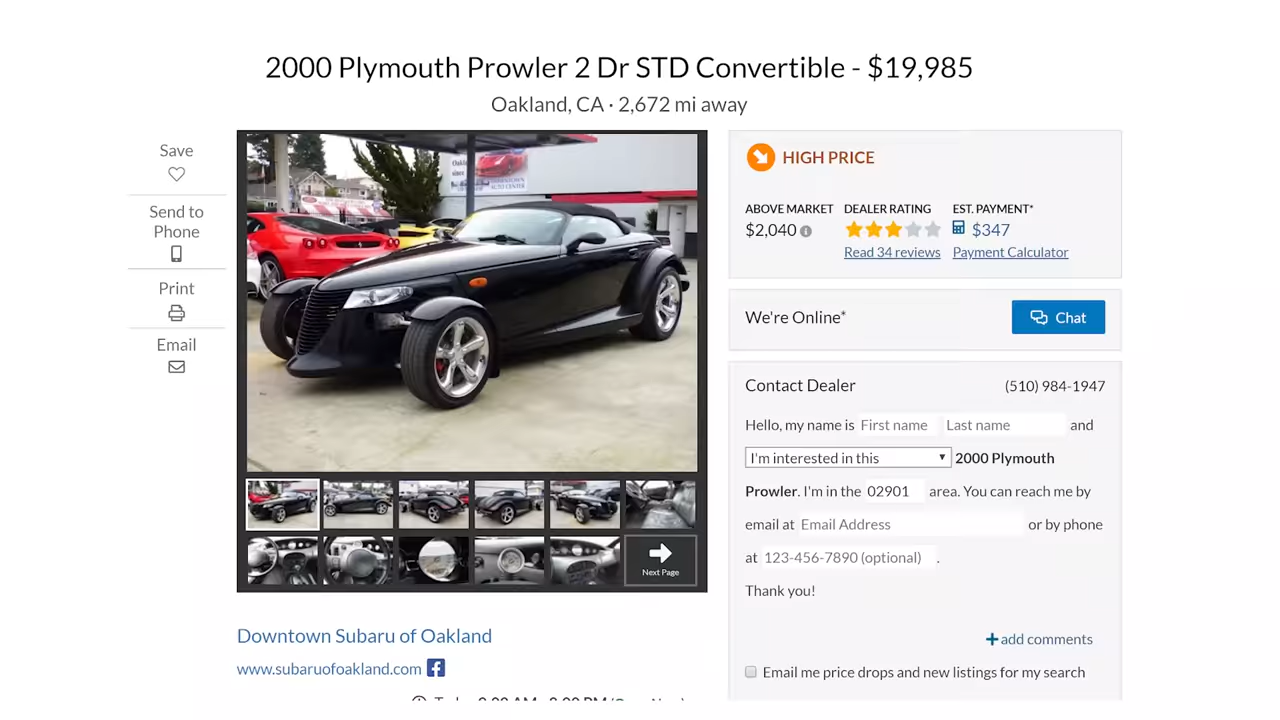 2000 Plymouth Prowler 2 Dr STD Convertible - $19,985
Oakland, CA · 2,672 mi away
Save
Send to
Phone
Print
Email
Next Page
Downtown Subaru of Oakland
www.subaruofoakland.com
HIGH PRICE
ABOVE MARKET DEALER RATING EST. PAYMENT*
$2,040 $347
Read 34 reviews Payment Calculator
We're Online* Chat
Contact Dealer (510) 984-1947
Hello, my name is First name Last name and
I'm interested in this 2000 Plymouth
Prowler. I'm in the 02901 area. You can reach me by
email at Email Address or by phone
at 123-456-7890 (optional) .
Thank you!
add comments
Email me price drops and new listings for my search